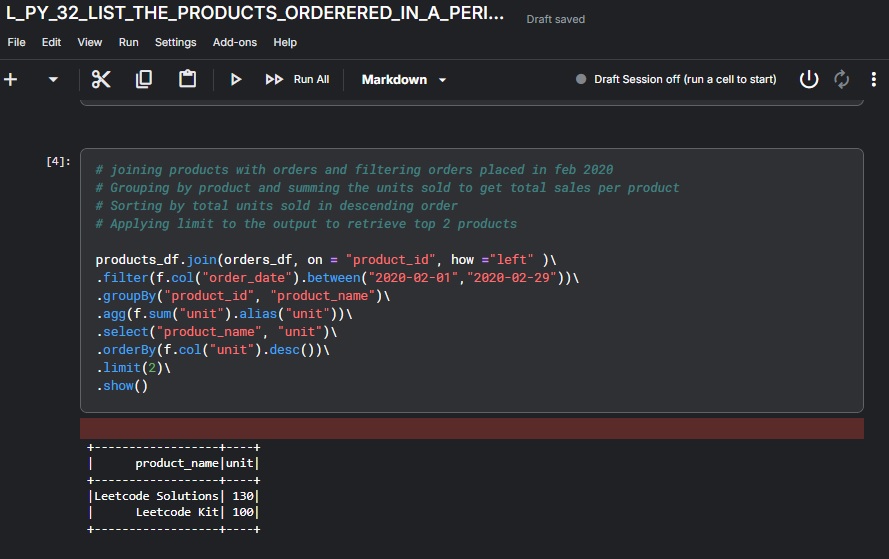 L_PY_32_LIST_THE_PRODUCTS_ORDERERED_IN_A_PERI... Draft saved
File Edit View Run Settings Add-ons Help
+ Run All Markdown Draft Session off (run a cell to start)
[4]:
# joining products with orders and filtering orders placed in feb 2020
# Grouping by product and summing the units sold to get total sales per product
# Sorting by total units sold in descending order
# Applying limit to the output to retrieve top 2 products
products_df.join(orders_df, on = "product_id", how ="left" )\
.filter(f.col("order_date").between("2020-02-01","2020-02-29"))\
.groupBy("product_id", "product_name")\
.agg(f.sum("unit").alias("unit"))\
.select("product_name", "unit")\
.orderBy(f.col("unit").desc())\
.limit(2)\
.show()
+------------------+----+
|      product_name|unit|
+------------------+----+
|Leetcode Solutions| 130|
|      Leetcode Kit| 100|
+------------------+----+